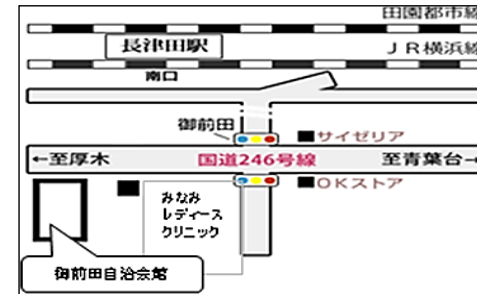 田園都市線
長津田駅
ＪＲ横浜線
南口
御前田
サイゼリア
←至厚木
国道246号線
至青葉台→
OKストア
みなみ
レディース
クリニック
御前田自治会館